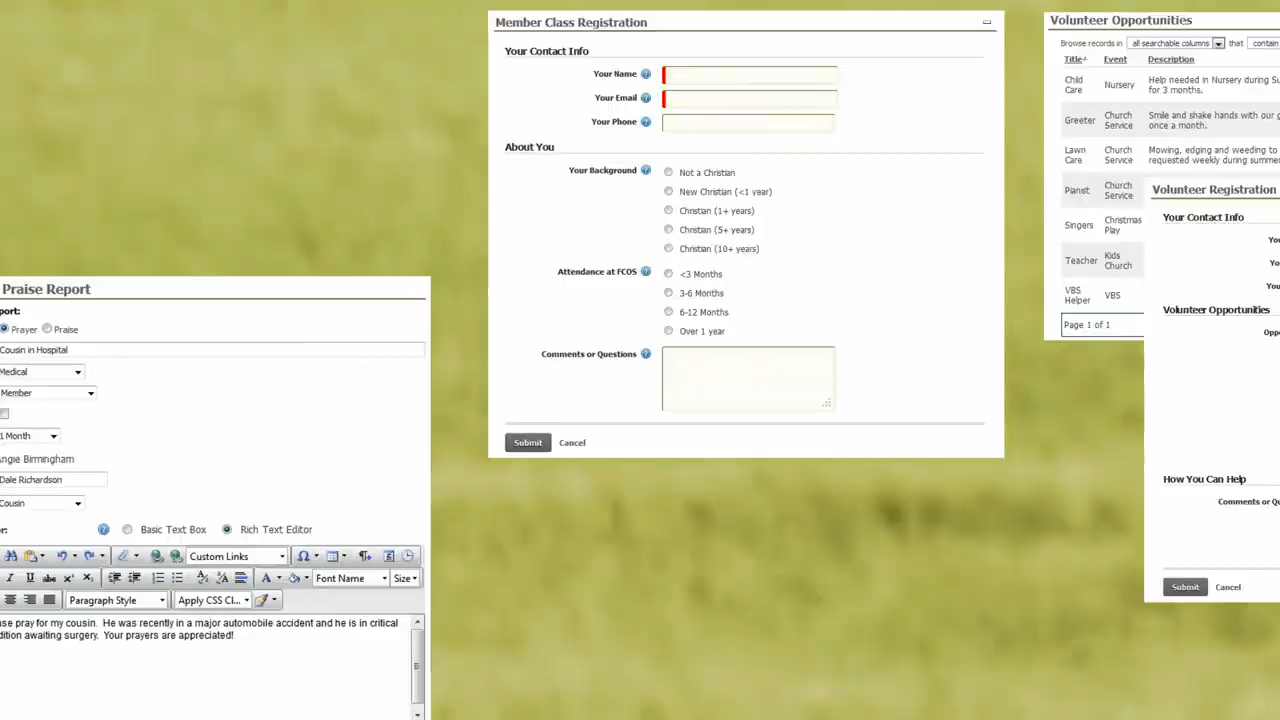 Praise Report
port:
Prayer Praise
Cousin in Hospital
Medical
Member
1 Month
Angie Birmingham
Dale Richardson
Cousin
Basic Text Box Rich Text Editor
Custom Links
Font Name Size
Paragraph Style Apply CSS Cl...
ase pray for my cousin. He was recently in a major automobile accident and he is in critical
dition awaiting surgery. Your prayers are appreciated!
Member Class Registration
Your Contact Info
Your Name
Your Email
Your Phone
About You
Your Background
Not a Christian
New Christian (<1 year)
Christian (1+ years)
Christian (5+ years)
Christian (10+ years)
Attendance at FCOS
<3 Months
3-6 Months
6-12 Months
Over 1 year
Comments or Questions
Submit Cancel
Volunteer Opportunities
Browse records in all searchable columns that contain
Title Event Description
Child Care Nursery Help needed in Nursery during Su
for 3 months.
Greeter Church Service Smile and shake hands with our g
once a month.
Lawn Care Church Service Mowing, edging and weeding to
requested weekly during summe
Pianist Church Service
Singers Christmas Play
Teacher Kids Church
VBS Helper VBS
Page 1 of 1
Volunteer Registration
Your Contact Info
You
You
You
Volunteer Opportunities
Oppo
How You Can Help
Comments or Qu
Submit Cancel